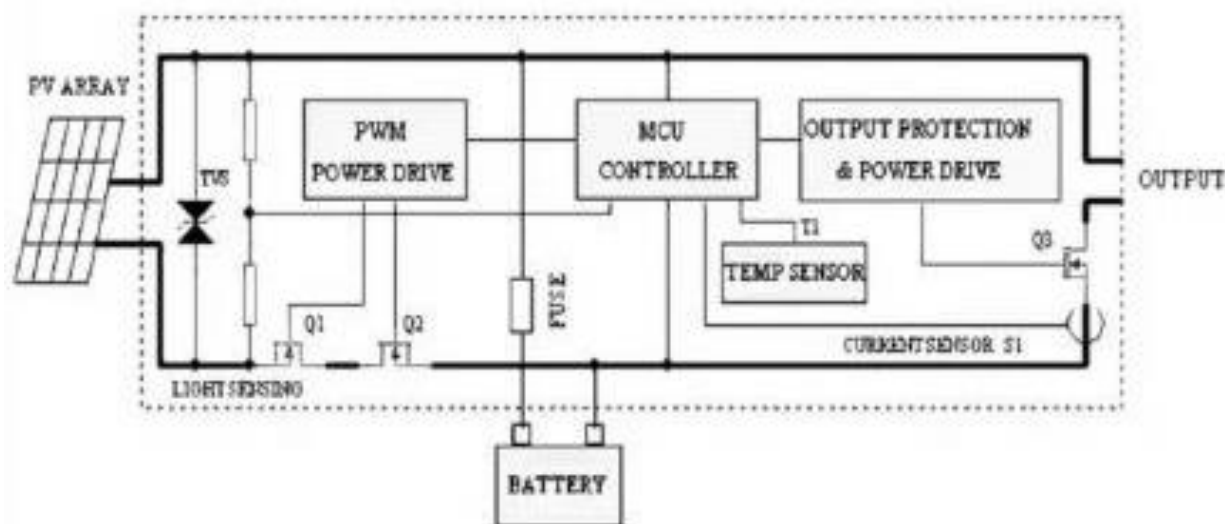 PV ARRAY
TVS
PWM
POWER DRIVE
MCU
CONTROLLER
OUTPUT PROTECTION
& POWER DRIVE
OUTPUT
T1
TEMP SENSOR
Q3
FUSE
Q1
Q2
CURRENTSENSOR S1
LIGHTSENSING
BATTERY